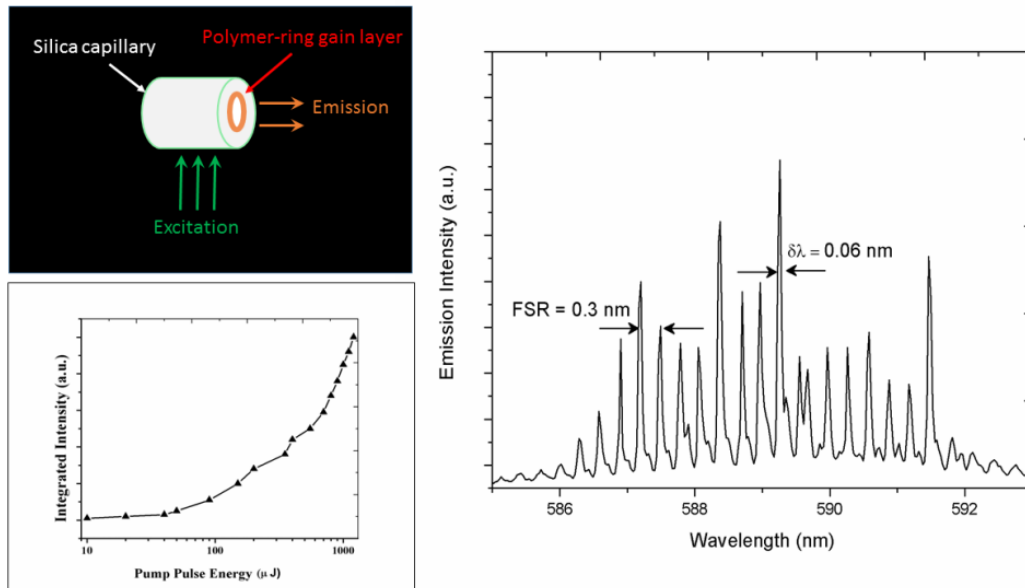 Silica capillary
Polymer-ring gain layer
Emission
Excitation
Integrated Intensity (a.u.)
10
100
1000
Pump Pulse Energy (μJ)
Emission Intensity (a.u.)
δλ = 0.06 nm
FSR = 0.3 nm
586
588
590
592
Wavelength (nm)